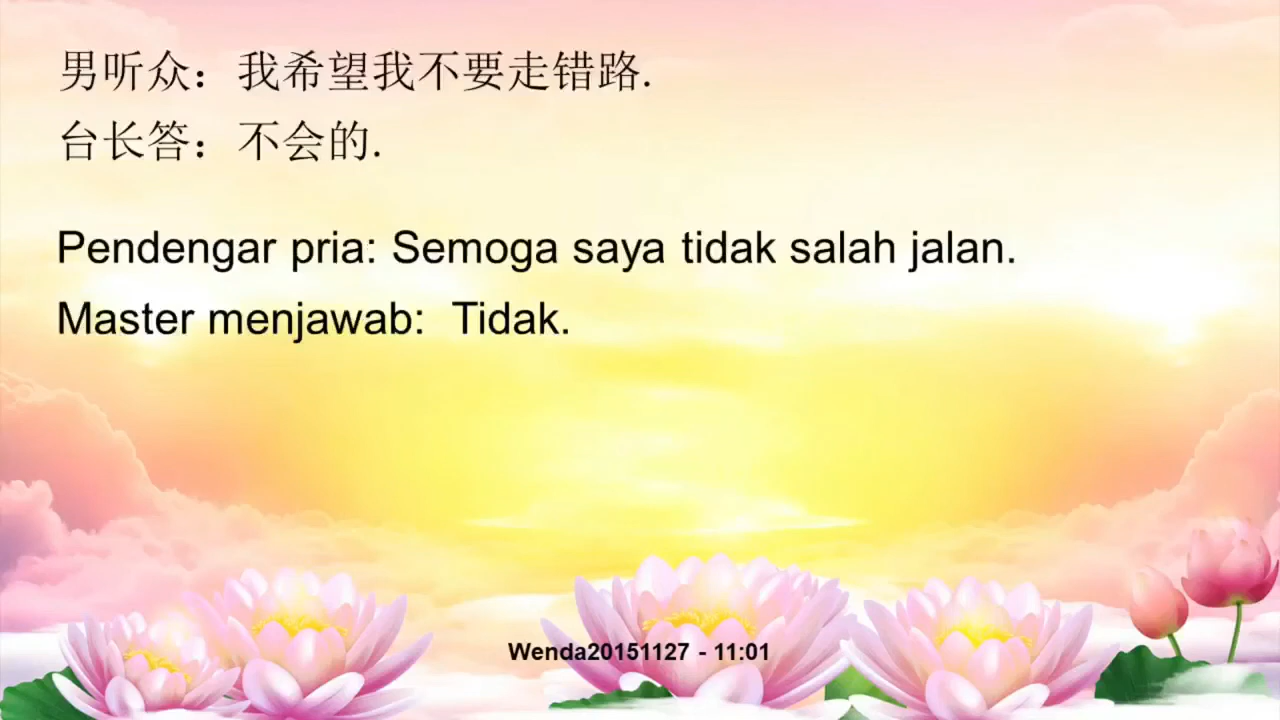 男听众：我希望我不要走错路.
台长答：不会的.
Pendengar pria: Semoga saya tidak salah jalan.
Master menjawab:  Tidak.
Wenda20151127 - 11:01